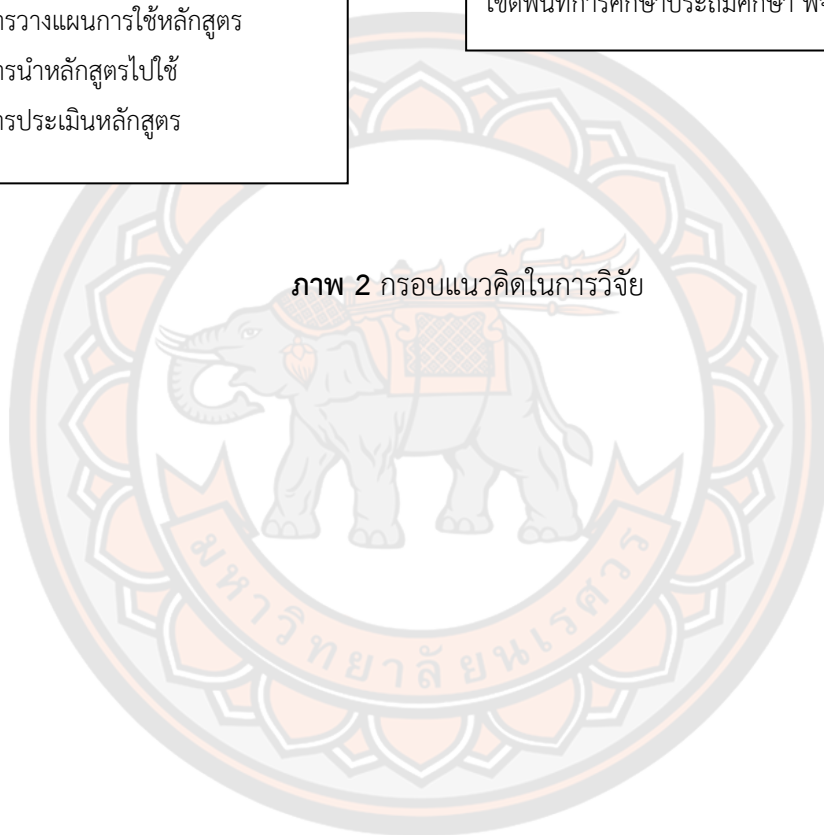 รวางแผนการใช้หลักสูตร
รนำหลักสูตรไปใช้
รประเมินหลักสูตร
เขตพื้นที่การศึกษาประถมศึกษา
ภาพ 2 กรอบแนวคิดในการวิจัย
มหาวิทยาลัยนเรศวร